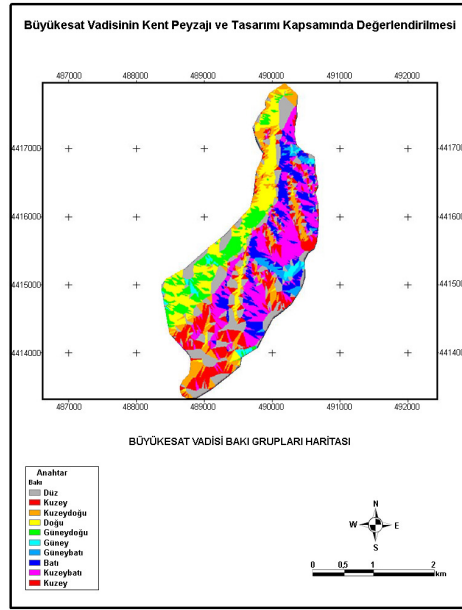 Büyükesat Vadisinin Kent Peyzajı ve Tasarımı Kapsamında Değerlendirilmesi
487000 488000 489000 490000 491000 492000
4417000 4417000
4416000 4416000
4415000 4415000
4414000 4414000
487000 488000 489000 490000 491000 492000
BÜYÜKESAT VADİSİ BAKI GRUPLARI HARİTASI
Anahtar
Bakı
Düz
Kuzey
Kuzeydoğu
Doğu
Güneydoğu
Güney
Güneybatı
Batı
Kuzeybatı
Kuzey
N
W E
S
0 0,5 1 2
km